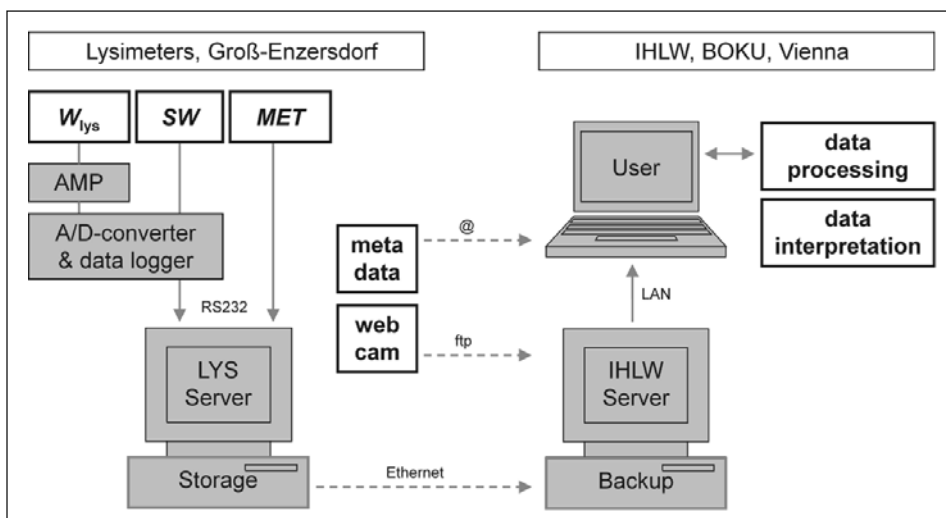 Lysimeters, Groß-Enzersdorf
IHLW, BOKU, Vienna
Wlys
SW
MET
AMP
A/D-converter
& data logger
RS232
LYS
Server
Storage
meta
data
web
cam
@
ftp
Ethernet
User
data
processing
data
interpretation
LAN
IHLW
Server
Backup